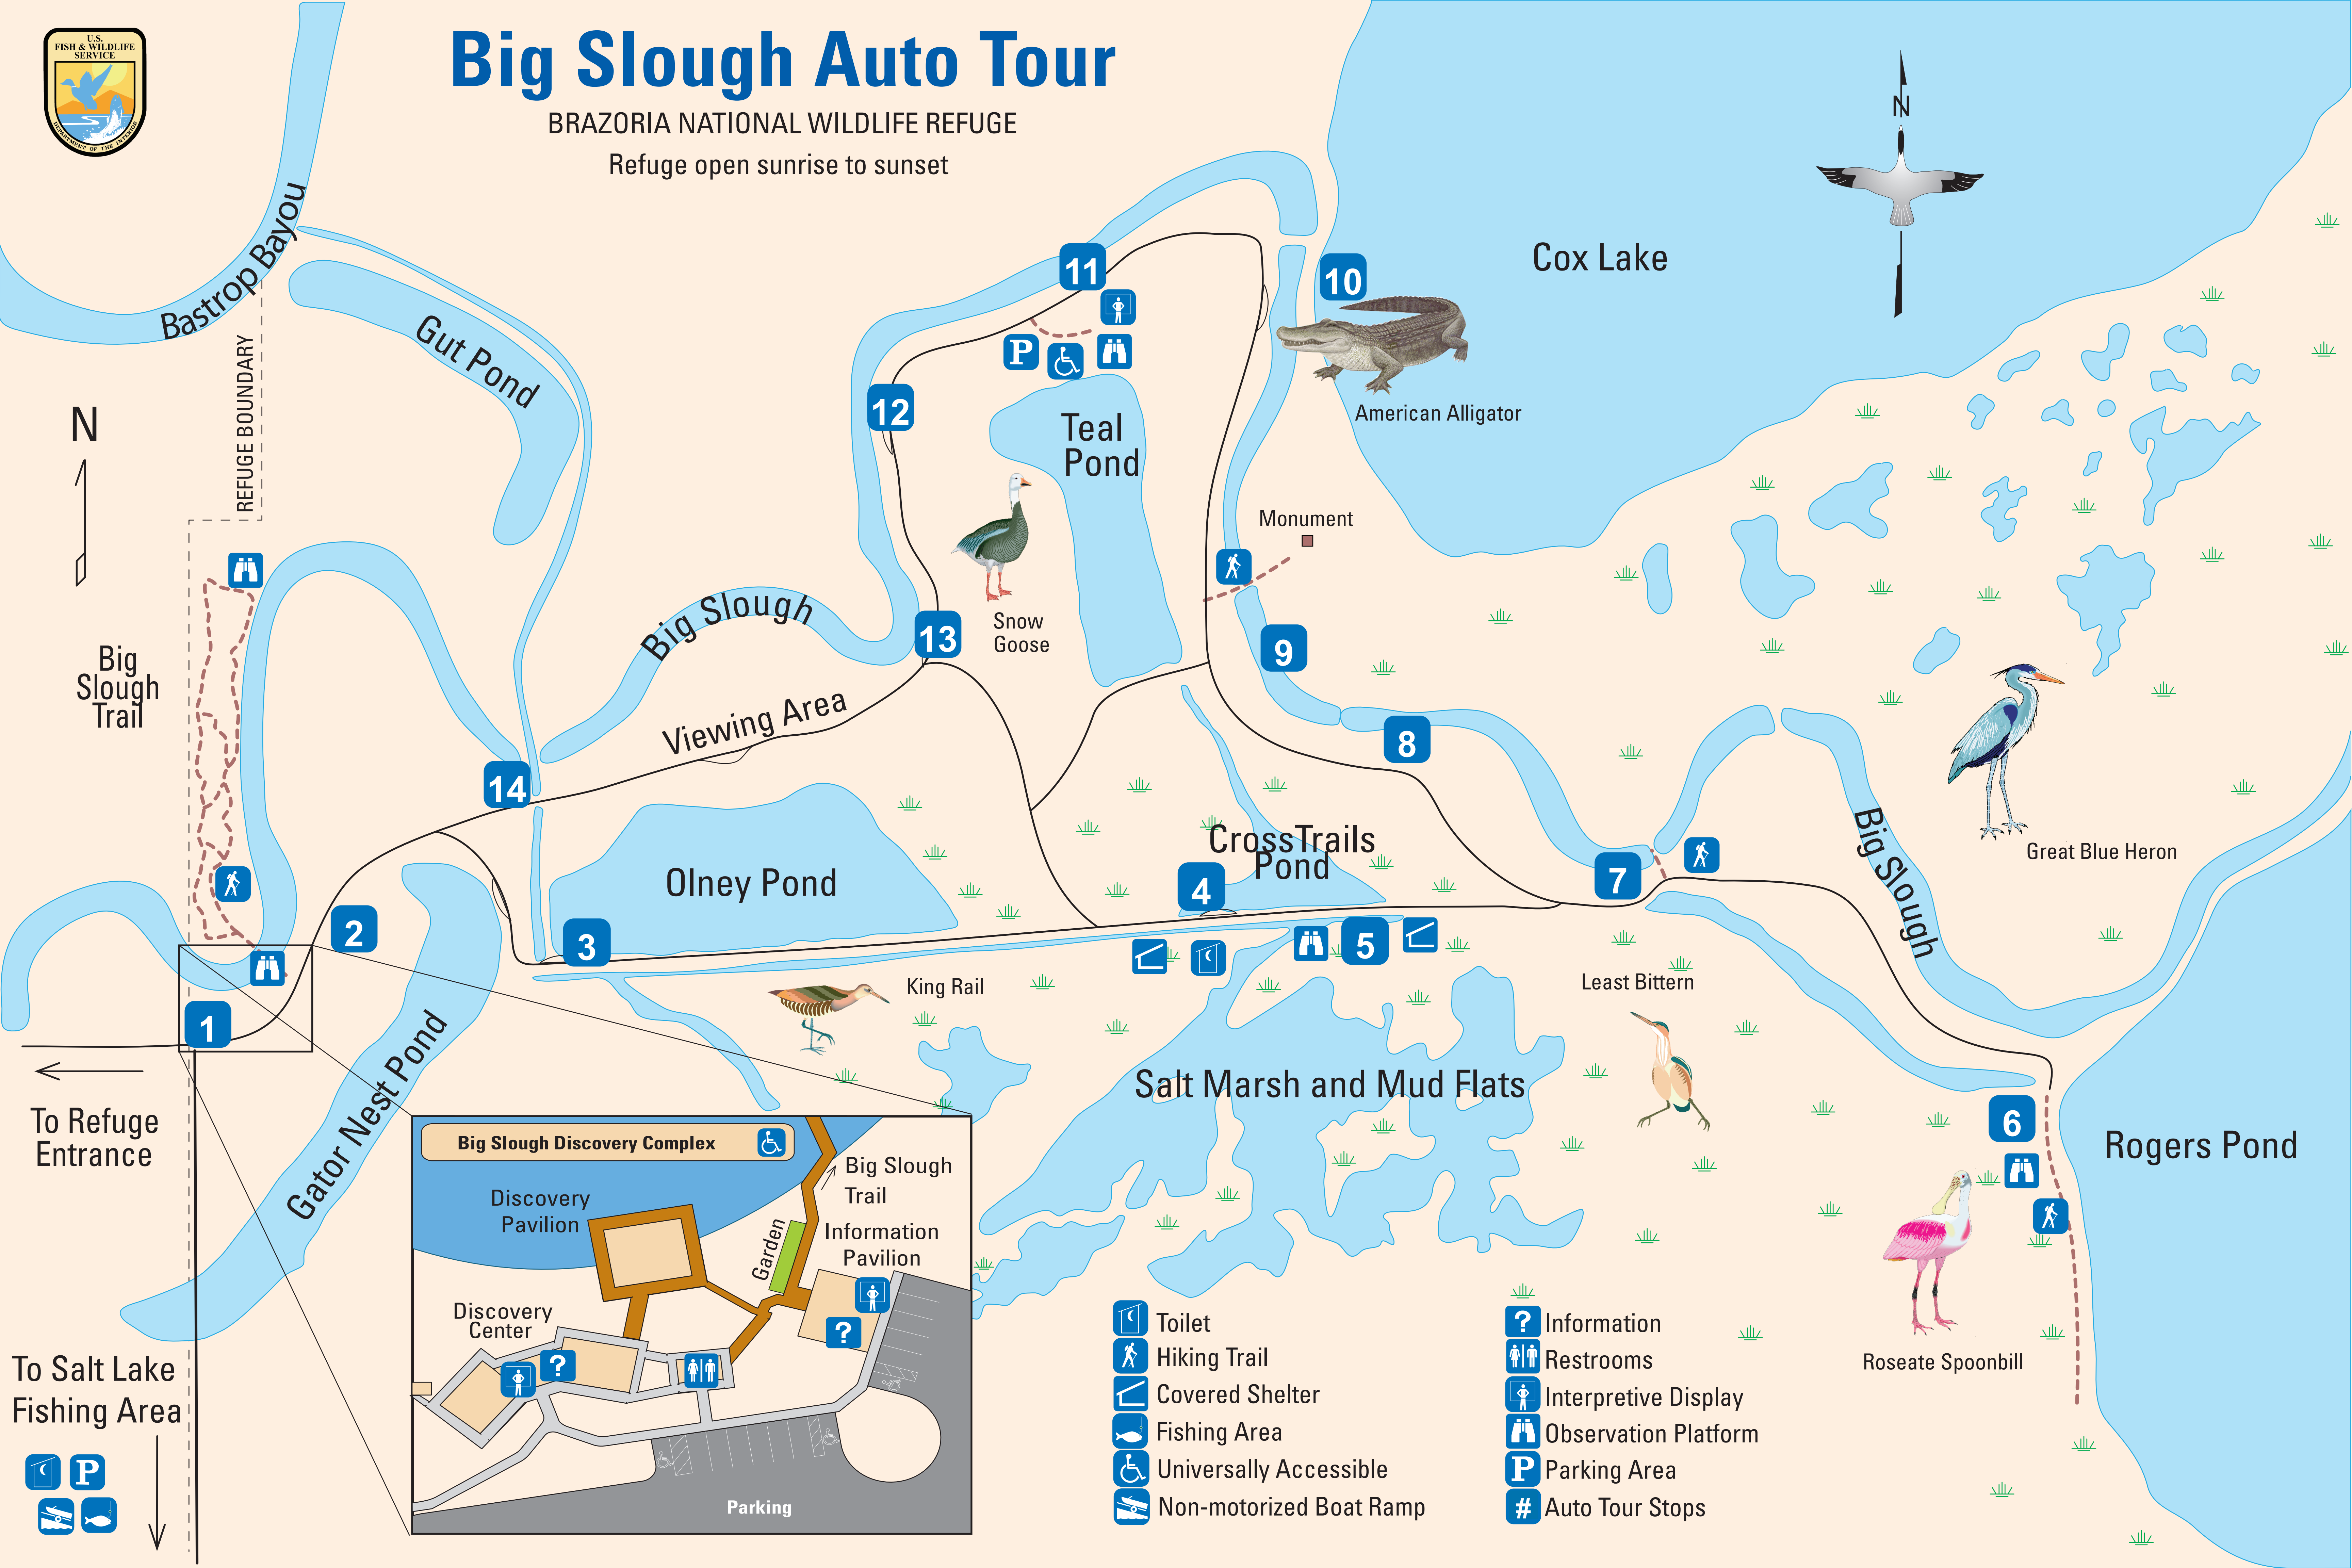 U.S.
FISH & WILDLIFE
SERVICE
DEPARTMENT OF THE INTERIOR
Big Slough Auto Tour
BRAZORIA NATIONAL WILDLIFE REFUGE
Refuge open sunrise to sunset
N
Cox Lake
Bastrop Bayou
Gut Pond
REFUGE BOUNDARY
N
11
10
P
American Alligator
12
Teal
Pond
Monument
Snow
Goose
Big Slough
13
9
Big
Slough
Trail
Viewing Area
8
14
CrossTrails
Pond
Olney Pond
4
7
Big Slough
Great Blue Heron
2
3
5
King Rail
Least Bittern
1
Gator Nest Pond
To Refuge
Entrance
Salt Marsh and Mud Flats
6
Rogers Pond
Roseate Spoonbill
To Salt Lake
Fishing Area
P
Big Slough Discovery Complex
Big Slough
Trail
Discovery
Pavilion
Garden
Information
Pavilion
?
Discovery
Center
?
Parking
Toilet
Hiking Trail
Covered Shelter
Fishing Area
Universally Accessible
Non-motorized Boat Ramp
? Information
Restrooms
Interpretive Display
Observation Platform
P Parking Area
# Auto Tour Stops